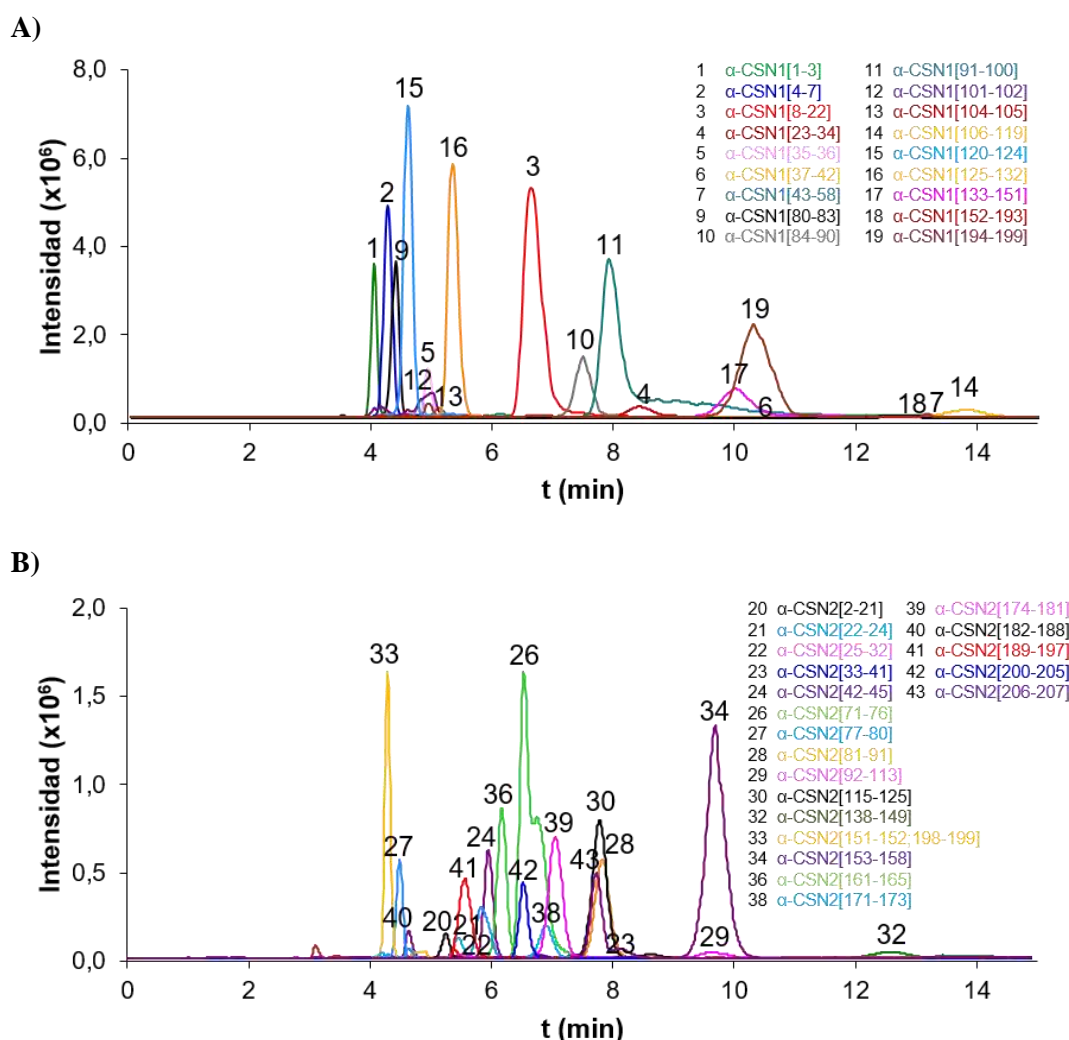 A)
8,0
6,0
4,0
2,0
0,0
Intensidad (x10⁶)
1
2
9
15
5
12
13
16
3
10
11
4
17
19
6
18
7
14
1 α-CSN1[1-3]
2 α-CSN1[4-7]
3 α-CSN1[8-22]
4 α-CSN1[23-34]
5 α-CSN1[35-36]
6 α-CSN1[37-42]
7 α-CSN1[43-58]
9 α-CSN1[80-83]
10 α-CSN1[84-90]
11 α-CSN1[91-100]
12 α-CSN1[101-102]
13 α-CSN1[104-105]
14 α-CSN1[106-119]
15 α-CSN1[120-124]
16 α-CSN1[125-132]
17 α-CSN1[133-151]
18 α-CSN1[152-193]
19 α-CSN1[194-199]
0 2 4 6 8 10 12 14
t (min)
B)
2,0
1,5
1,0
0,5
0,0
Intensidad (x10⁶)
33
27
40
20
41
21
22
24
36
26
42
38
39
43
30
28
23
34
29
32
20 α-CSN2[2-21]
21 α-CSN2[22-24]
22 α-CSN2[25-32]
23 α-CSN2[33-41]
24 α-CSN2[42-45]
26 α-CSN2[71-76]
27 α-CSN2[77-80]
28 α-CSN2[81-91]
29 α-CSN2[92-113]
30 α-CSN2[115-125]
32 α-CSN2[138-149]
33 α-CSN2[151-152;198-199]
34 α-CSN2[153-158]
36 α-CSN2[161-165]
38 α-CSN2[171-173]
39 α-CSN2[174-181]
40 α-CSN2[182-188]
41 α-CSN2[189-197]
42 α-CSN2[200-205]
43 α-CSN2[206-207]
0 2 4 6 8 10 12 14
t (min)